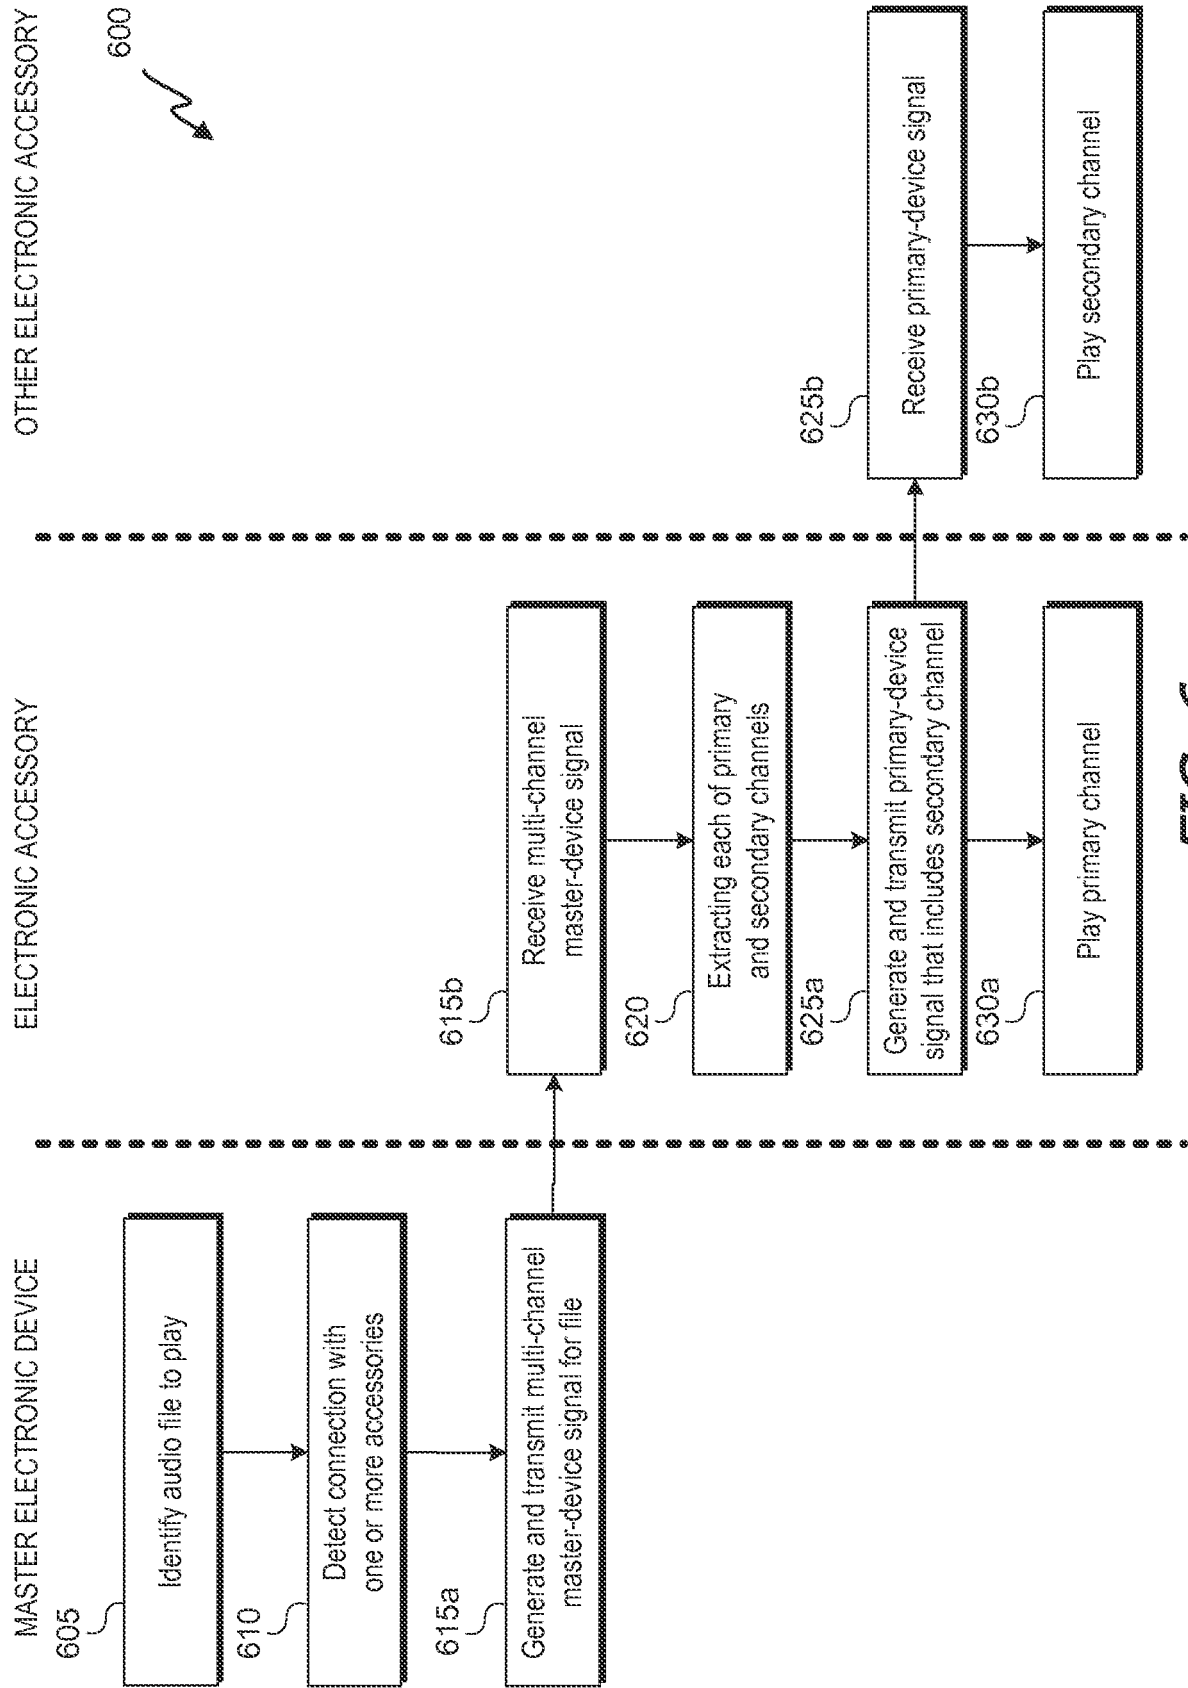 MASTER ELECTRONIC DEVICE
ELECTRONIC ACCESSORY
OTHER ELECTRONIC ACCESSORY
600
605
Identify audio file to play
610
Detect connection with
one or more accessories
615a
Generate and transmit multi-channel
master-device signal for file
615b
Receive multi-channel
master-device signal
620
Extracting each of primary
and secondary channels
625a
Generate and transmit primary-device
signal that includes secondary channel
625b
Receive primary-device signal
630a
Play primary channel
630b
Play secondary channel